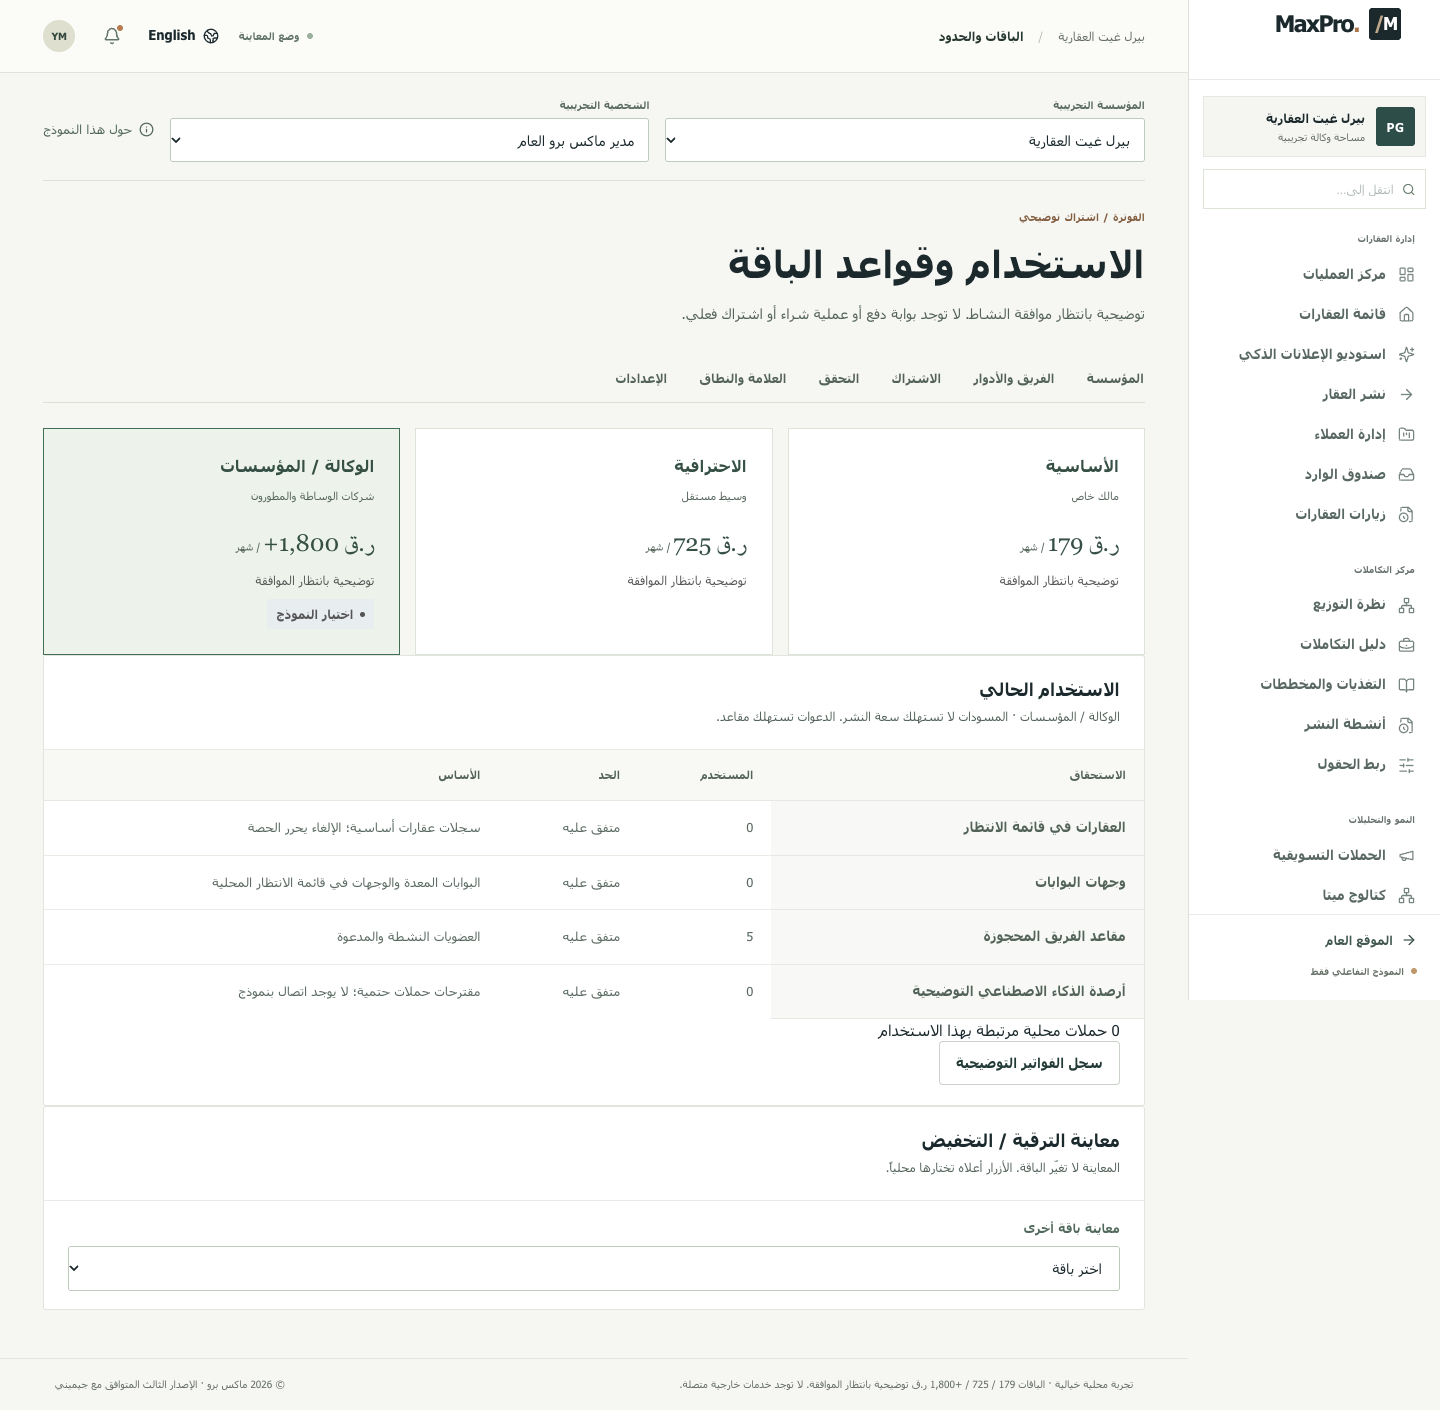 /M MaxPro.
PG بيرل غيت العقارية
مساحة وكالة تجريبية
انتقل إلى...
إدارة العقارات
مركز العمليات
قائمة العقارات
استوديو الإعلانات الذكي
نشر العقار
إدارة العملاء
صندوق الوارد
زيارات العقارات
مركز التكاملات
نظرة التوزيع
دليل التكاملات
التغذيات والمخططات
أنشطة النشر
ربط الحقول
النمو والتحليلات
الحملات التسويقية
كتالوج ميتا
الموقع العام
النموذج التفاعلي فقط
بيرل غيت العقارية / الباقات والحدود
وضع المعاينة
English
YM
المؤسسة التجريبية
بيرل غيت العقارية
الشخصية التجريبية
مدير ماكس برو العام
حول هذا النموذج
الفوترة / اشتراك توضيحي
الاستخدام وقواعد الباقة
توضيحية بانتظار موافقة النشاط. لا توجد بوابة دفع أو عملية شراء أو اشتراك فعلي.
المؤسسة الفريق والأدوار الاشتراك التحقق العلامة والنطاق الإعدادات
الأساسية
مالك خاص
ر.ق 179 / شهر
توضيحية بانتظار الموافقة
الاحترافية
وسيط مستقل
ر.ق 725 / شهر
توضيحية بانتظار الموافقة
الوكالة / المؤسسات
شركات الوساطة والمطورون
ر.ق 1,800+ / شهر
توضيحية بانتظار الموافقة
• اختيار النموذج
الاستخدام الحالي
الوكالة / المؤسسات · المسودات لا تستهلك سعة النشر. الدعوات تستهلك مقاعد.
الاستحقاق المستخدم الحد الأساس
العقارات في قائمة الانتظار 0 متفق عليه سجلات عقارات أساسية؛ الإلغاء يحرر الحصة
وجهات البوابات 0 متفق عليه البوابات المعدة والوجهات في قائمة الانتظار المحلية
مقاعد الفريق المحجوزة 5 متفق عليه العضويات النشطة والمدعوة
أرصدة الذكاء الاصطناعي التوضيحية 0 متفق عليه مقترحات حملات حتمية؛ لا يوجد اتصال بنموذج
0 حملات محلية مرتبطة بهذا الاستخدام
سجل الفواتير التوضيحية
معاينة الترقية / التخفيض
المعاينة لا تغيّر الباقة. الأزرار أعلاه تختارها محلياً.
معاينة باقة أخرى
اختر باقة
تجربة محلية خيالية · الباقات 179 / 725 / +1,800 ر.ق توضيحية بانتظار الموافقة. لا توجد خدمات خارجية متصلة.
© 2026 ماكس برو · الإصدار الثالث المتوافق مع جيميني